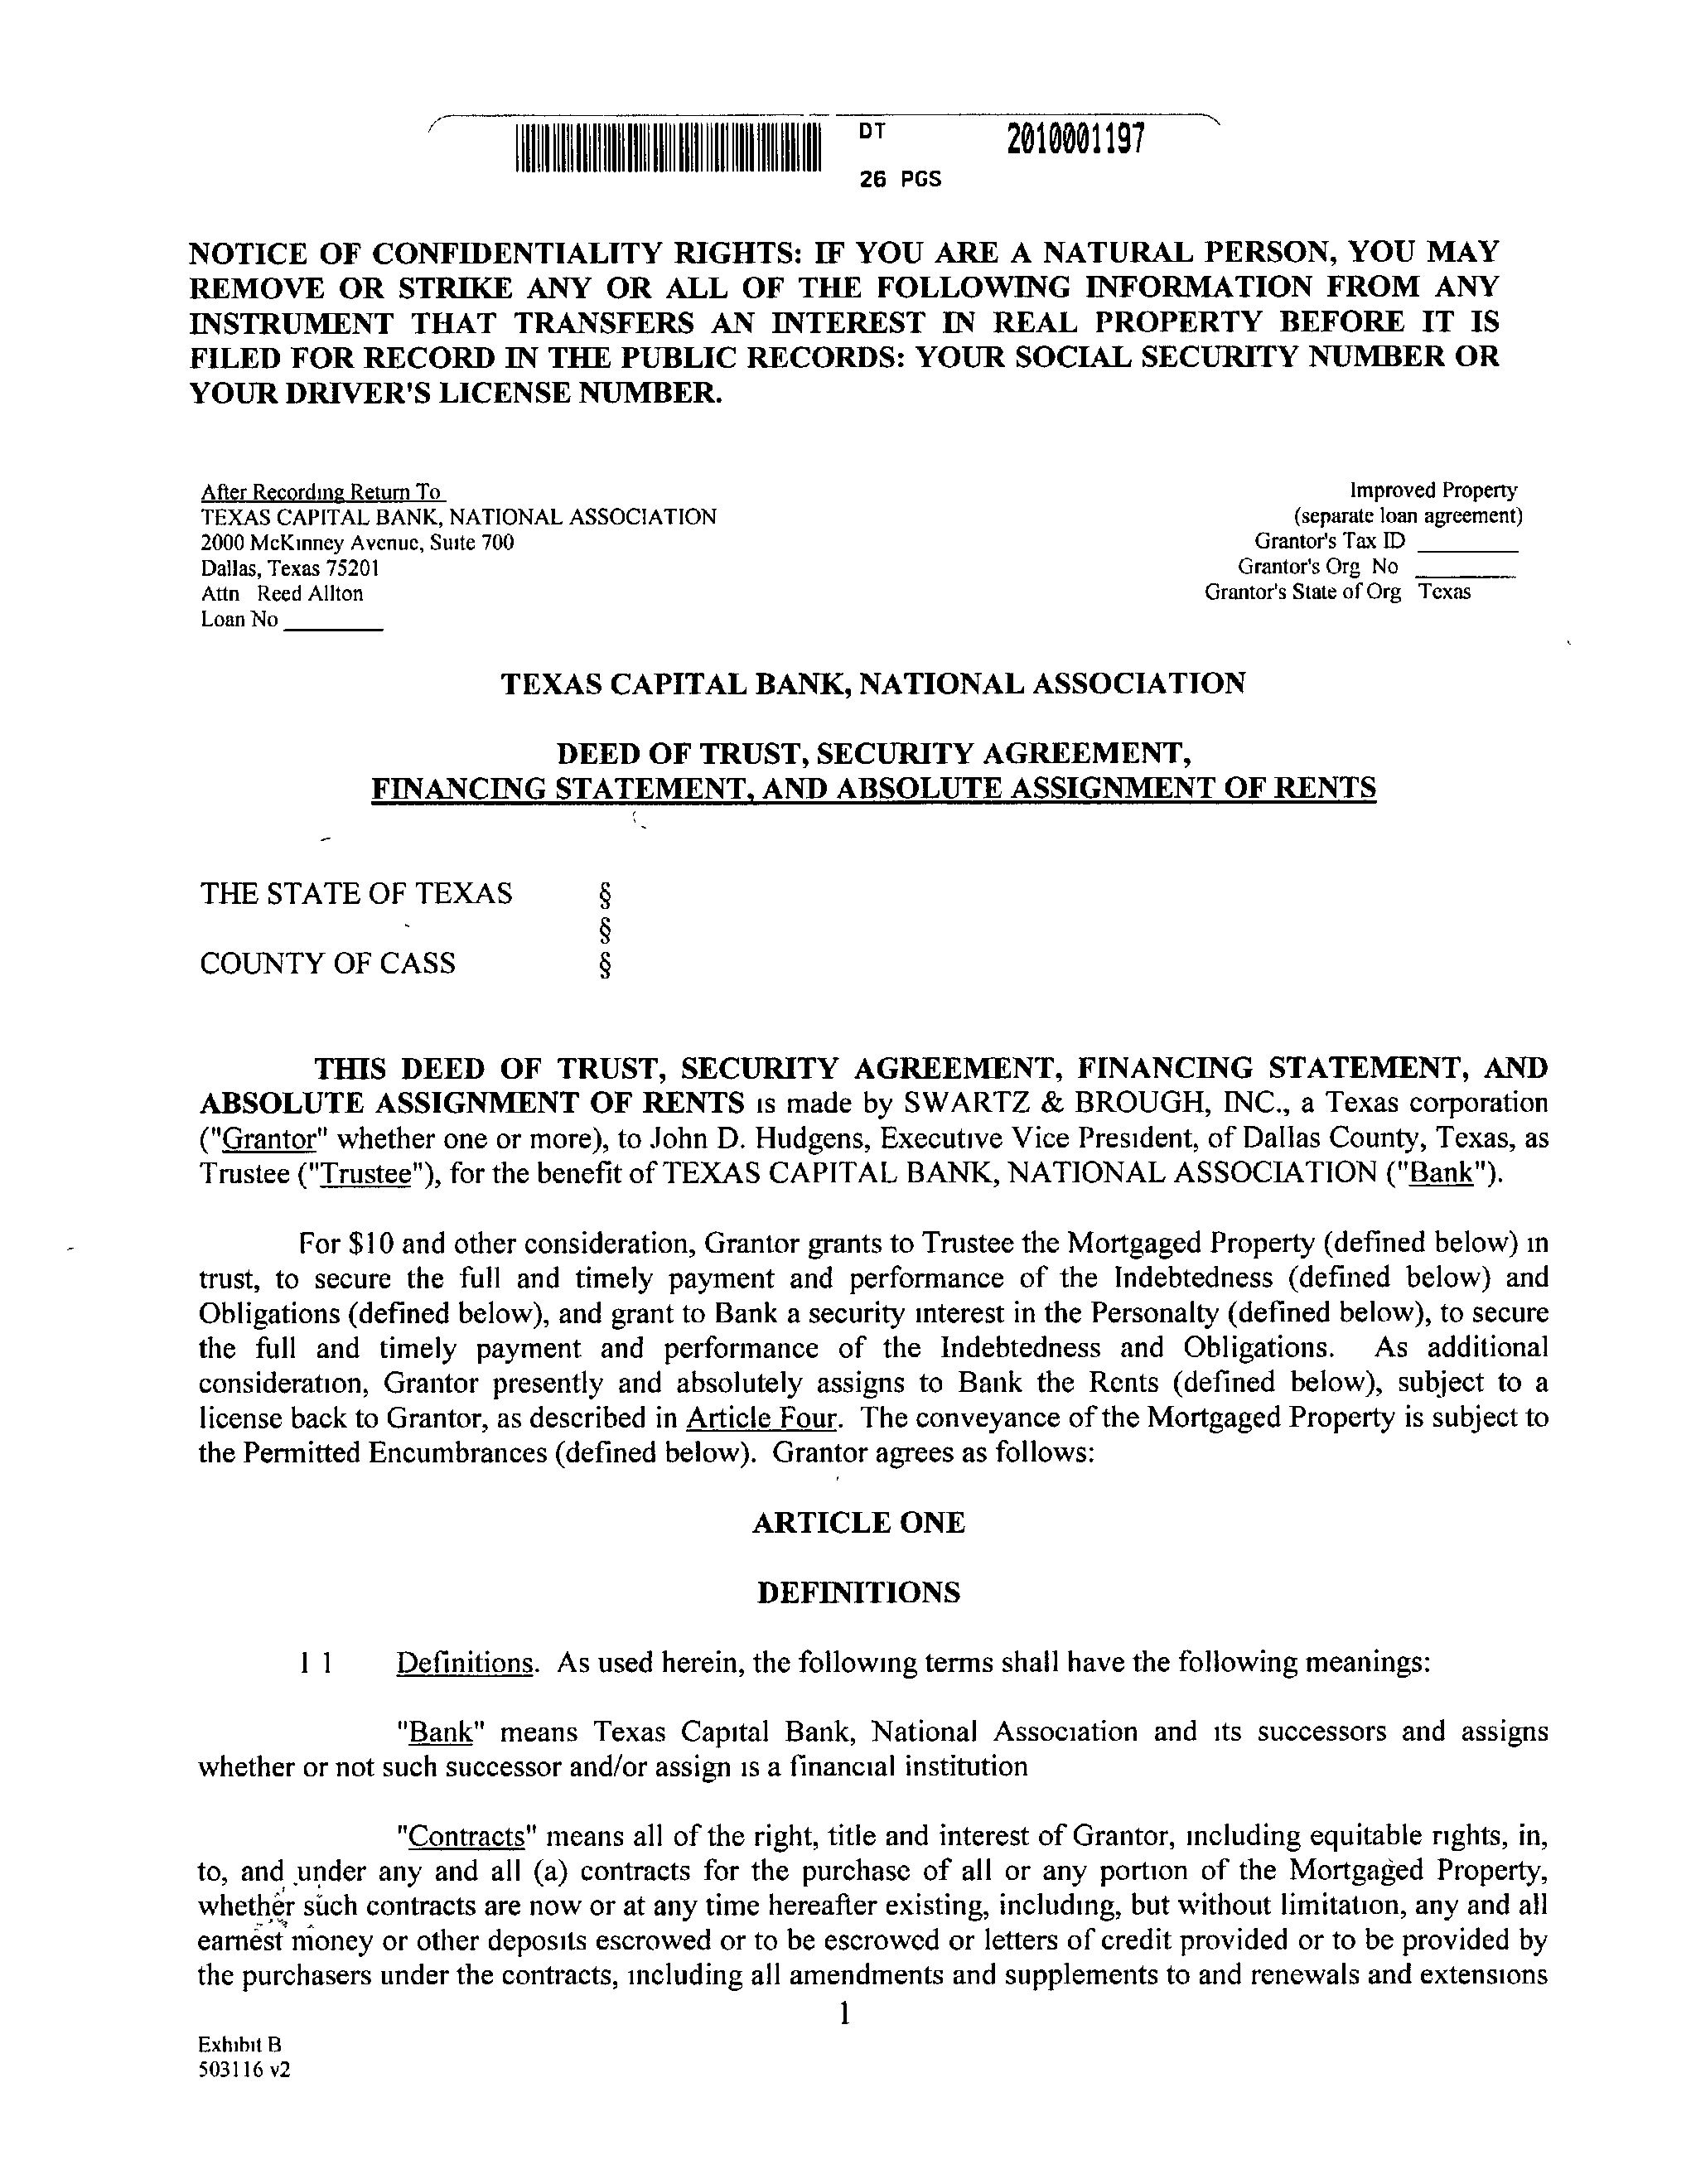 DT 2010001197
26 PGS
NOTICE OF CONFIDENTIALITY RIGHTS: IF YOU ARE A NATURAL PERSON, YOU MAY
REMOVE OR STRIKE ANY OR ALL OF THE FOLLOWING INFORMATION FROM ANY
INSTRUMENT THAT TRANSFERS AN INTEREST IN REAL PROPERTY BEFORE IT IS
FILED FOR RECORD IN THE PUBLIC RECORDS: YOUR SOCIAL SECURITY NUMBER OR
YOUR DRIVER'S LICENSE NUMBER.
After Recording Return To
TEXAS CAPITAL BANK, NATIONAL ASSOCIATION
2000 McKinney Avenue, Suite 700
Dallas, Texas 75201
Attn Reed Allton
Loan No ________
Improved Property
(separate loan agreement)
Grantor's Tax ID ________
Grantor's Org No ________
Grantor's State of Org Texas
TEXAS CAPITAL BANK, NATIONAL ASSOCIATION
DEED OF TRUST, SECURITY AGREEMENT,
FINANCING STATEMENT, AND ABSOLUTE ASSIGNMENT OF RENTS
THE STATE OF TEXAS §
§
COUNTY OF CASS §
THIS DEED OF TRUST, SECURITY AGREEMENT, FINANCING STATEMENT, AND
ABSOLUTE ASSIGNMENT OF RENTS is made by SWARTZ & BROUGH, INC., a Texas corporation
("Grantor" whether one or more), to John D. Hudgens, Executive Vice President, of Dallas County, Texas, as
Trustee ("Trustee"), for the benefit of TEXAS CAPITAL BANK, NATIONAL ASSOCIATION ("Bank").
For $10 and other consideration, Grantor grants to Trustee the Mortgaged Property (defined below) in
trust, to secure the full and timely payment and performance of the Indebtedness (defined below) and
Obligations (defined below), and grant to Bank a security interest in the Personalty (defined below), to secure
the full and timely payment and performance of the Indebtedness and Obligations. As additional
consideration, Grantor presently and absolutely assigns to Bank the Rents (defined below), subject to a
license back to Grantor, as described in Article Four. The conveyance of the Mortgaged Property is subject to
the Permitted Encumbrances (defined below). Grantor agrees as follows:
ARTICLE ONE
DEFINITIONS
1 1 Definitions. As used herein, the following terms shall have the following meanings:
"Bank" means Texas Capital Bank, National Association and its successors and assigns
whether or not such successor and/or assign is a financial institution
"Contracts" means all of the right, title and interest of Grantor, including equitable rights, in,
to, and under any and all (a) contracts for the purchase of all or any portion of the Mortgaged Property,
whether such contracts are now or at any time hereafter existing, including, but without limitation, any and all
earnest money or other deposits escrowed or to be escrowed or letters of credit provided or to be provided by
the purchasers under the contracts, including all amendments and supplements to and renewals and extensions
1
Exhibit B
503116 v2